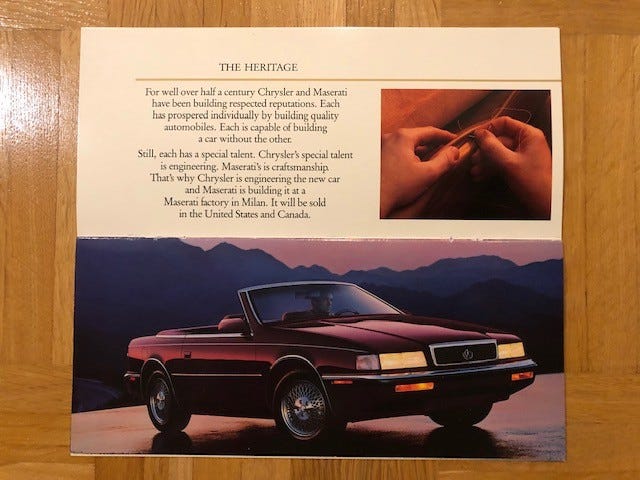 THE HERITAGE
For well over half a century Chrysler and Maserati
have been building respected reputations. Each
has prospered individually by building quality
automobiles. Each is capable of building
a car without the other.
Still, each has a special talent. Chrysler's special talent
is engineering. Maserati's is craftsmanship.
That's why Chrysler is engineering the new car
and Maserati is building it at a
Maserati factory in Milan. It will be sold
in the United States and Canada.